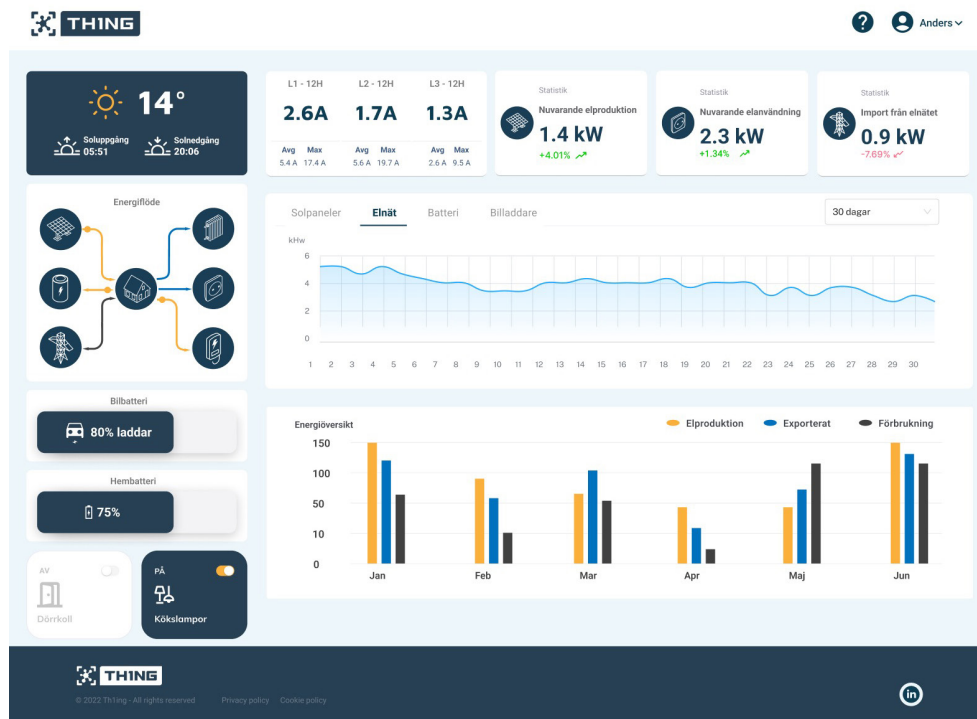 TH1NG
?
Anders
14°
Soluppgång
05:51
Solnedgång
20:06
L1 - 12H
2.6A
Avg Max
5.4 A 17.4 A
L2 - 12H
1.7A
Avg Max
5.6 A 19.7 A
L3 - 12H
1.3A
Avg Max
2.6 A 9.5 A
Statistik
Nuvarande elproduktion
1.4 kW
+4.01%
Statistik
Nuvarande elanvändning
2.3 kW
+1.34%
Statistik
Import från elnätet
0.9 kW
-7.69%
Energiflöde
Solpaneler Elnät Batteri Billaddare
30 dagar
kHw
6
4
2
0
1 2 3 4 5 6 7 8 9 10 11 12 13 14 15 16 17 18 19 20 21 22 23 24 25 26 27 28 29 30
Bilbatteri
80% laddar
Hembatteri
75%
AV
Dörrkoll
PÅ
Kökslampor
Energiöversikt
Elproduktion Exporterat Förbrukning
150
100
50
10
0
Jan Feb Mar Apr Maj Jun
TH1NG
© 2022 Th1ng - All rights reserved Privacy policy Cookie policy
in